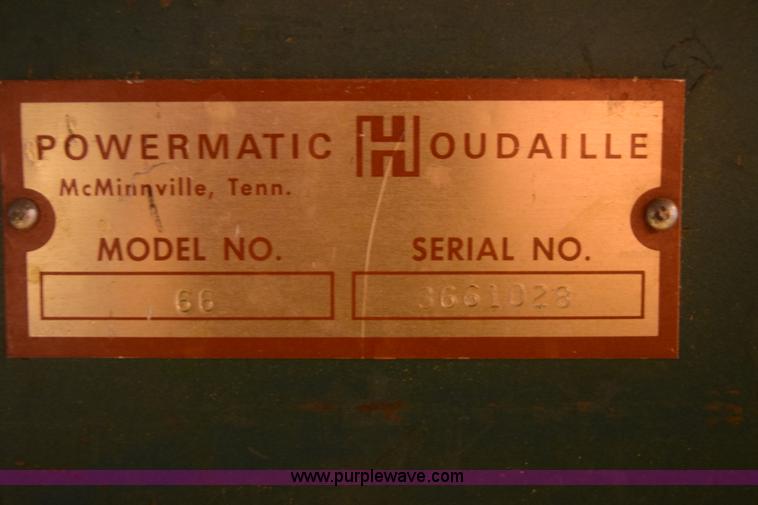 POWERMATIC HOUDAILLE
McMinnville, Tenn.
MODEL NO. SERIAL NO.
66 3661028
www.purplewave.com